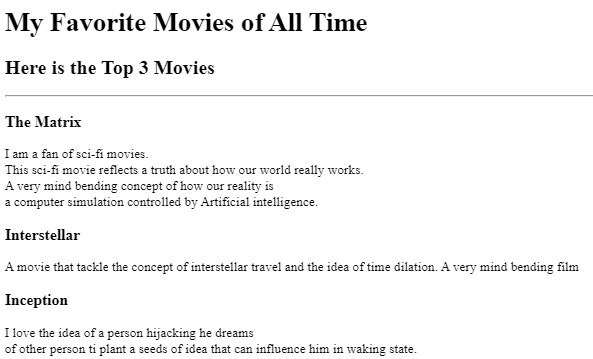 My Favorite Movies of All Time
Here is the Top 3 Movies
The Matrix
I am a fan of sci-fi movies.
This sci-fi movie reflects a truth about how our world really works.
A very mind bending concept of how our reality is
a computer simulation controlled by Artificial intelligence.
Interstellar
A movie that tackle the concept of interstellar travel and the idea of time dilation. A very mind bending film
Inception
I love the idea of a person hijacking he dreams
of other person ti plant a seeds of idea that can influence him in waking state.